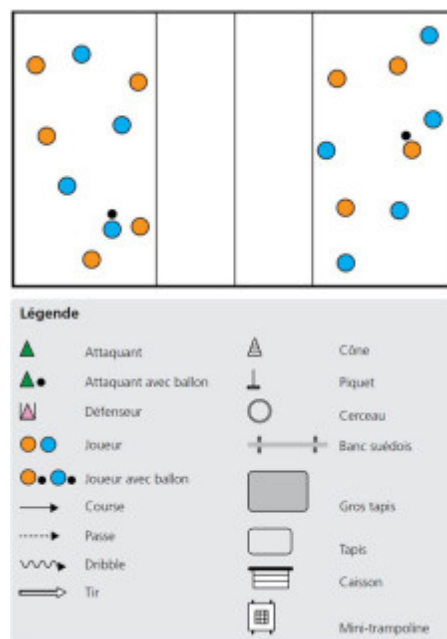 Légende
Attaquant
Attaquant avec ballon
Défenseur
Joueur
Joueur avec ballon
Course
Passe
Dribble
Tir
Cône
Piquet
Cerceau
Banc suédois
Gros tapis
Tapis
Caisson
Mini-trampoline